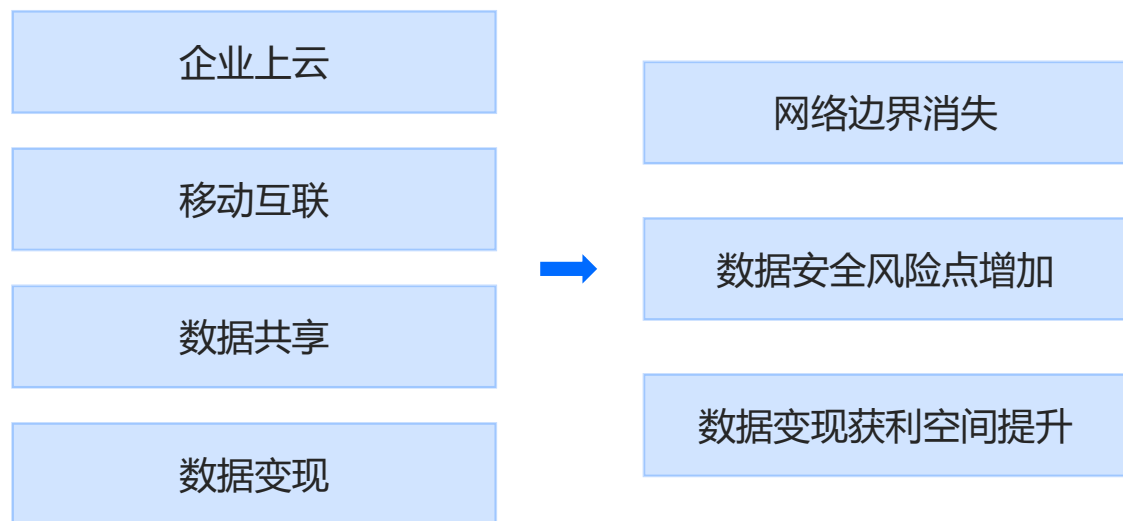 企业上云
移动互联
数据共享
数据变现
网络边界消失
数据安全风险点增加
数据变现获利空间提升